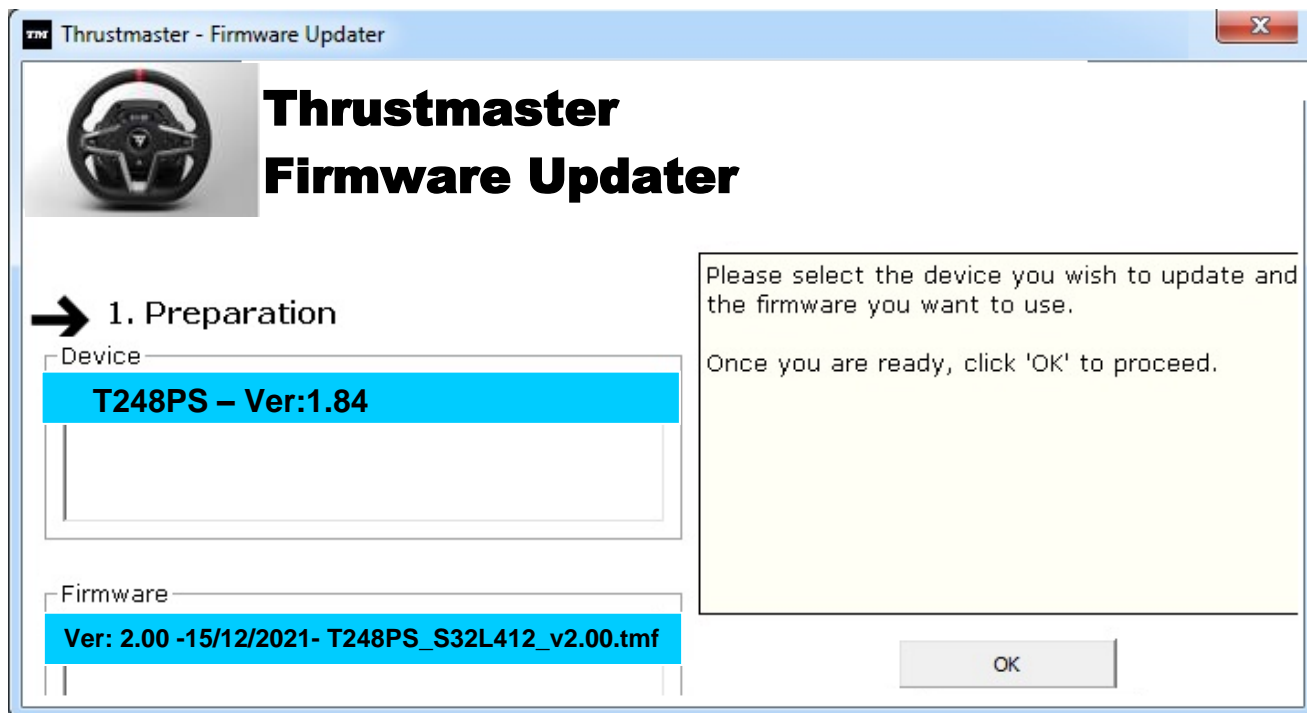 TM Thrustmaster - Firmware Updater
X
Thrustmaster
Firmware Updater
1. Preparation
Device
T248PS – Ver:1.84
Firmware
Ver: 2.00 -15/12/2021- T248PS_S32L412_v2.00.tmf
Please select the device you wish to update and
the firmware you want to use.
Once you are ready, click 'OK' to proceed.
OK